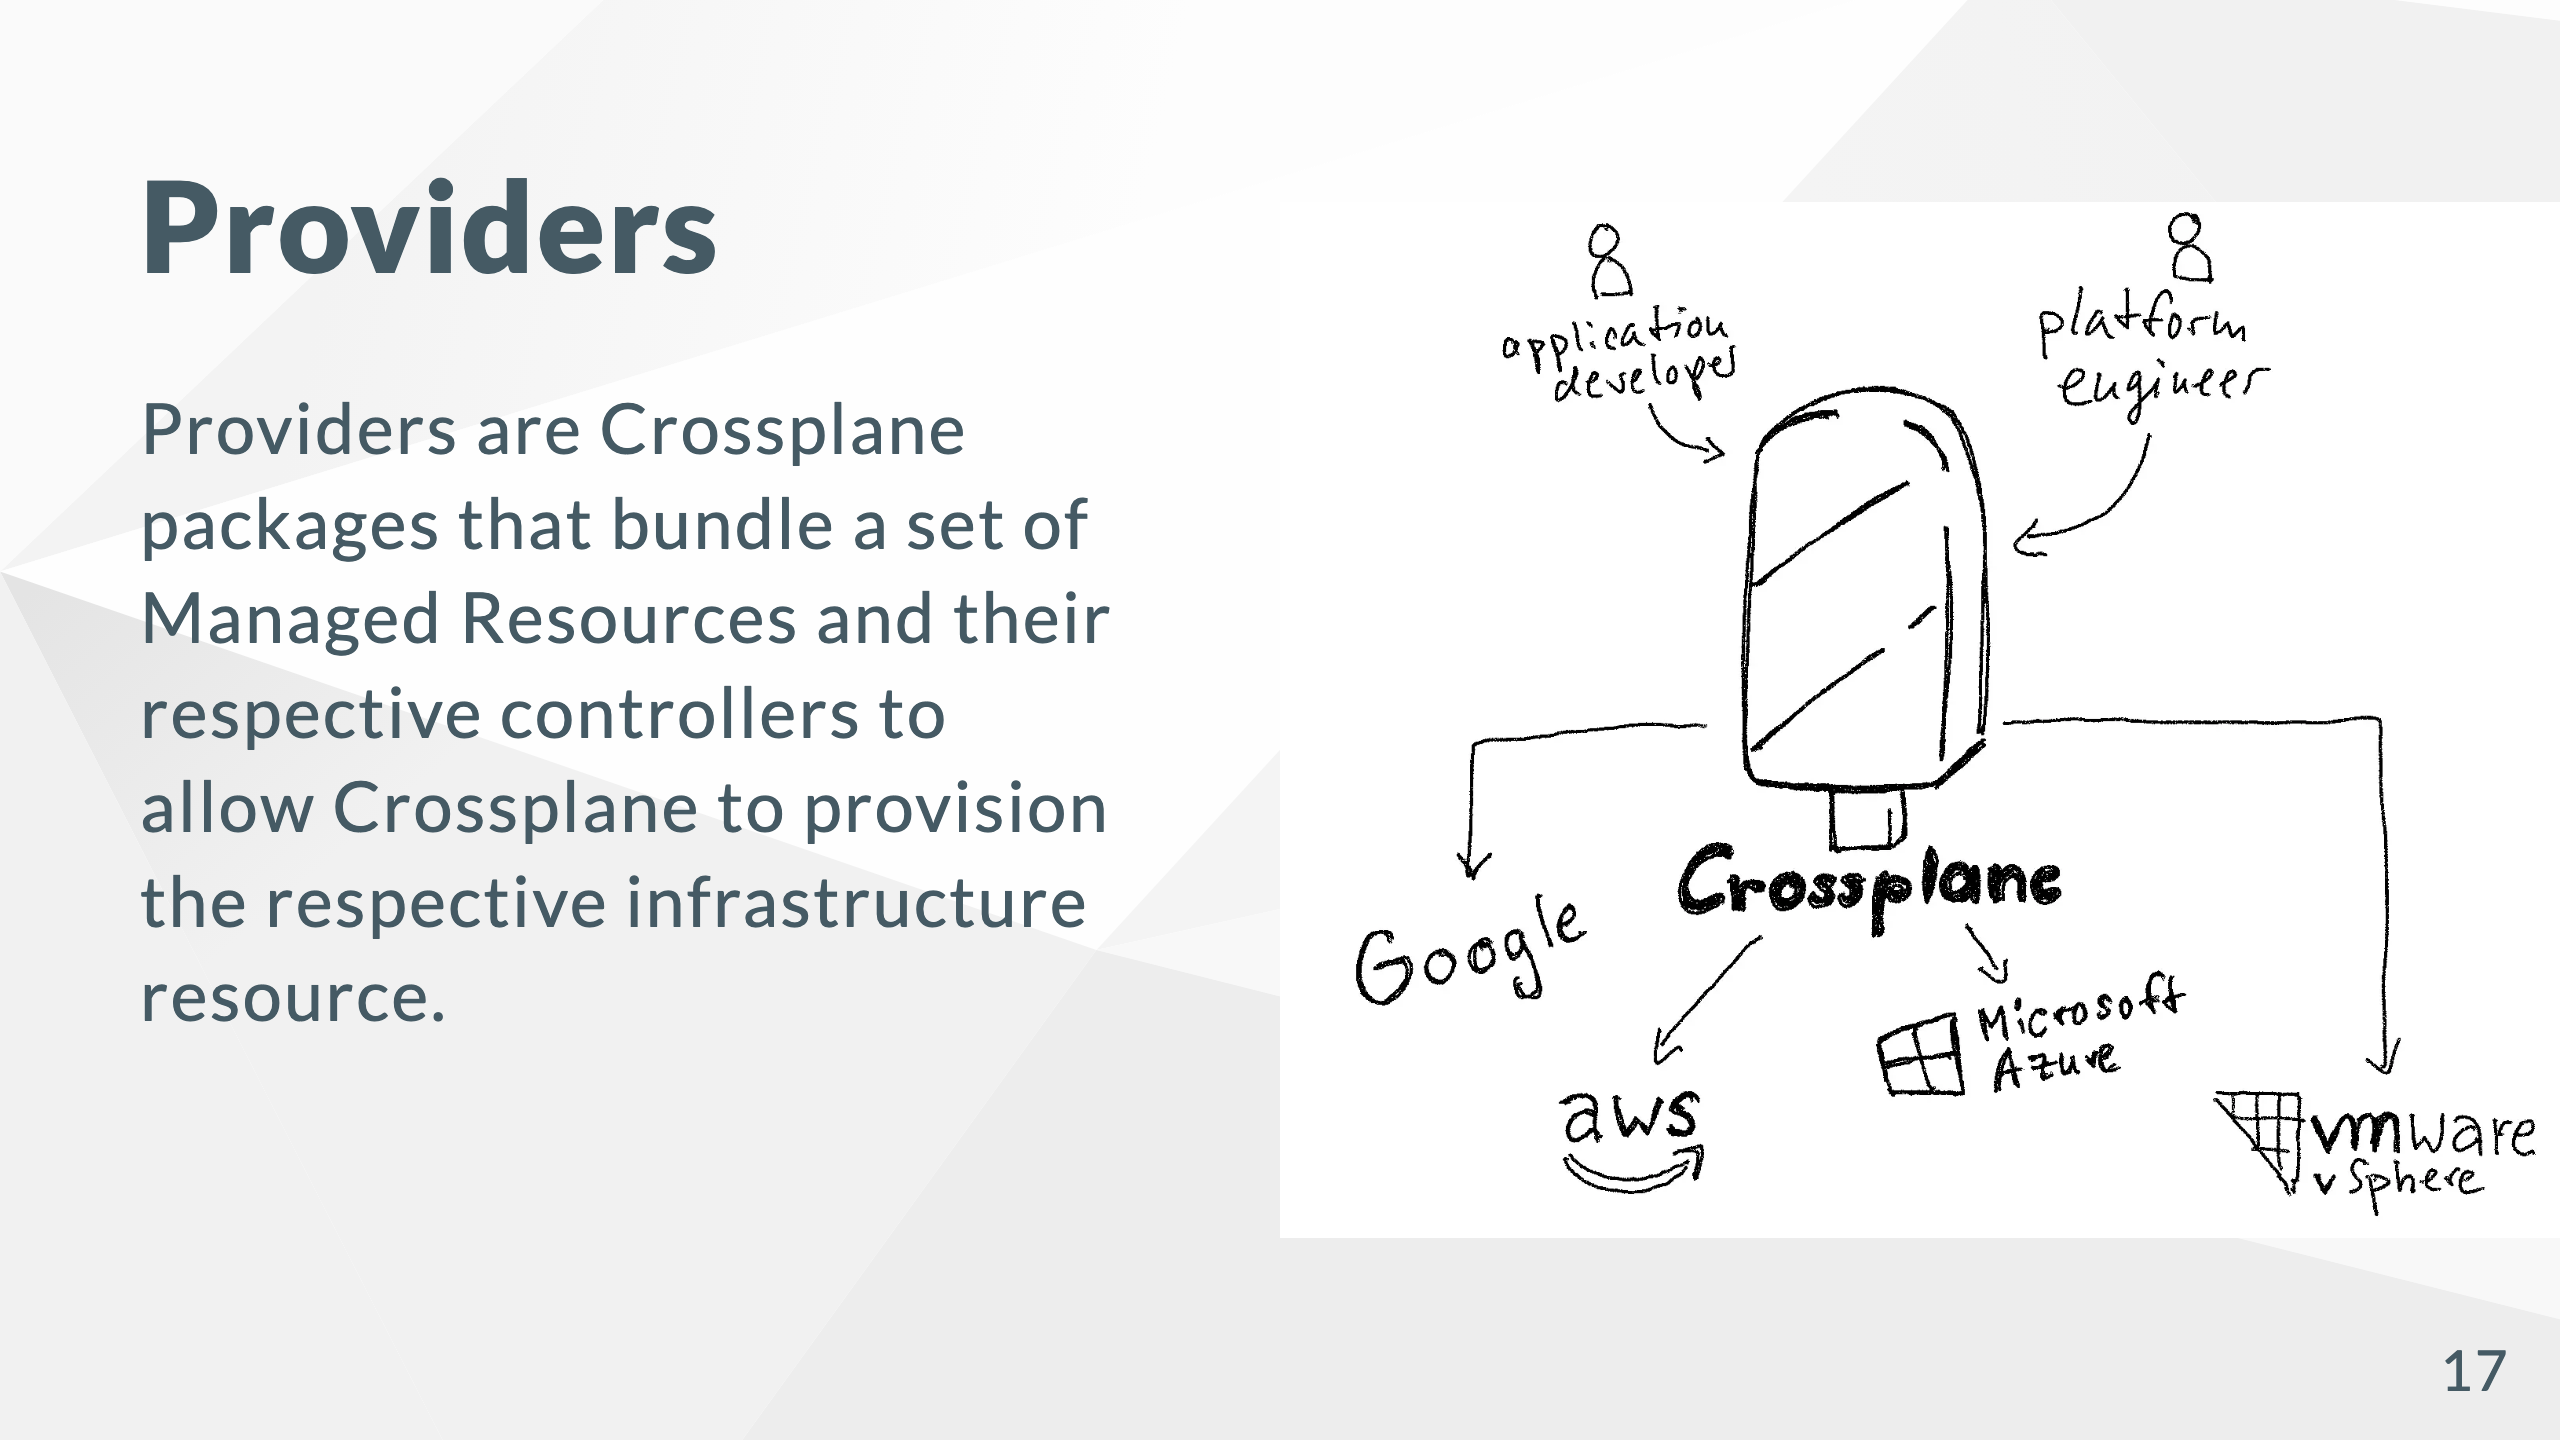 Providers
Providers are Crossplane
packages that bundle a set of
Managed Resources and their
respective controllers to
allow Crossplane to provision
the respective infrastructure
resource.
application
developer
platform
engineer
Crossplane
Google
aws
Microsoft
Azure
vmware
vSphere
17